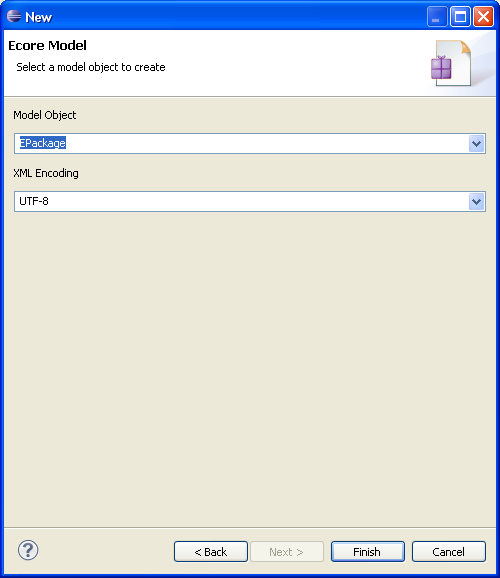 New
Ecore Model
Select a model object to create
Model Object
EPackage
XML Encoding
UTF-8
?
< Back
Next >
Finish
Cancel